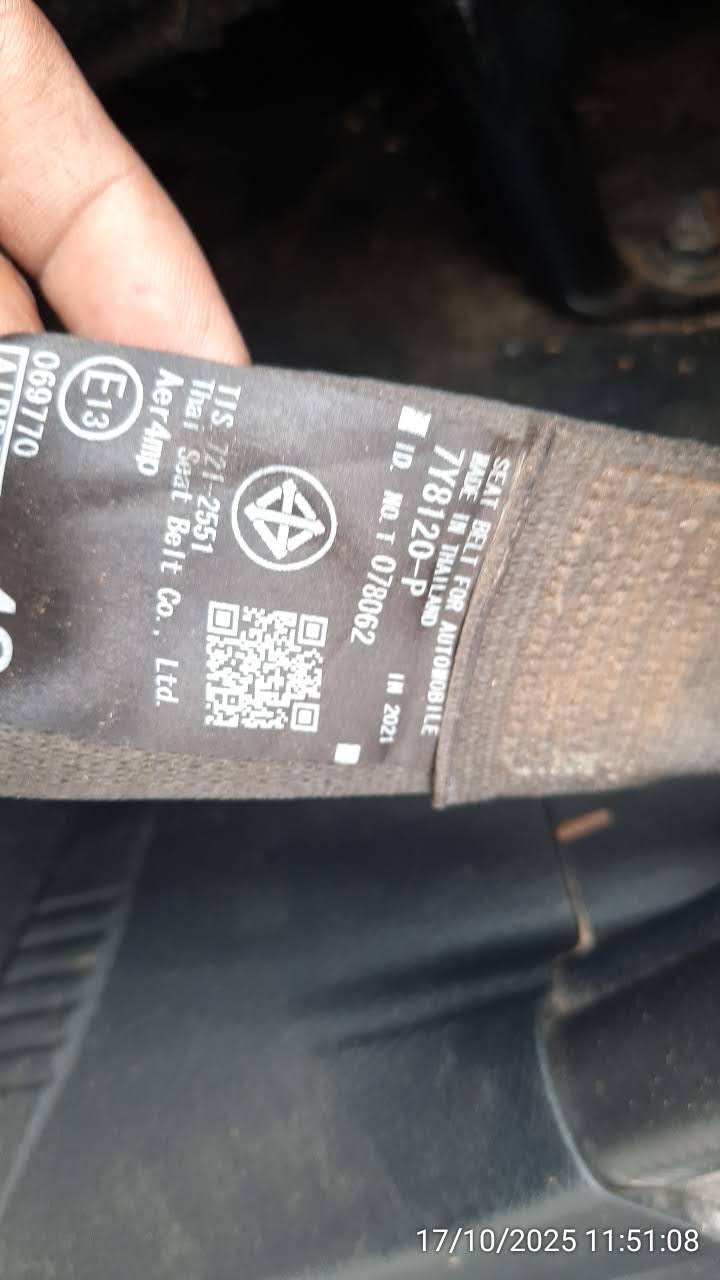 SEAT BELT FOR AUTOMOBILE
MADE IN THAILAND
7Y8120-P
ID. NO. T 078062 IN 2021
TIS 721-2551
Thai Seat Belt Co., Ltd.
Aer4mp
E13
069770
17/10/2025 11:51:08